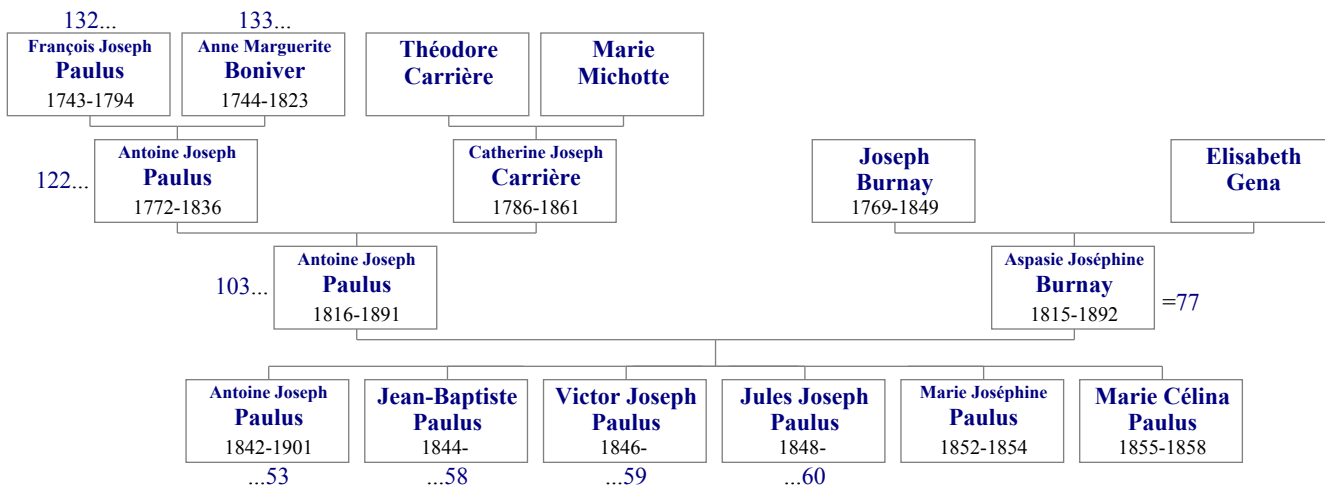 132...
133...
François Joseph
Paulus
1743-1794
Anne Marguerite
Boniver
1744-1823
Théodore
Carrière
Marie
Michotte
122...
Antoine Joseph
Paulus
1772-1836
Catherine Joseph
Carrière
1786-1861
Joseph
Burnay
1769-1849
Elisabeth
Gena
103...
Antoine Joseph
Paulus
1816-1891
Aspasie Joséphine
Burnay
1815-1892
=77
Antoine Joseph
Paulus
1842-1901
...53
Jean-Baptiste
Paulus
1844-
...58
Victor Joseph
Paulus
1846-
...59
Jules Joseph
Paulus
1848-
...60
Marie Joséphine
Paulus
1852-1854
Marie Célina
Paulus
1855-1858